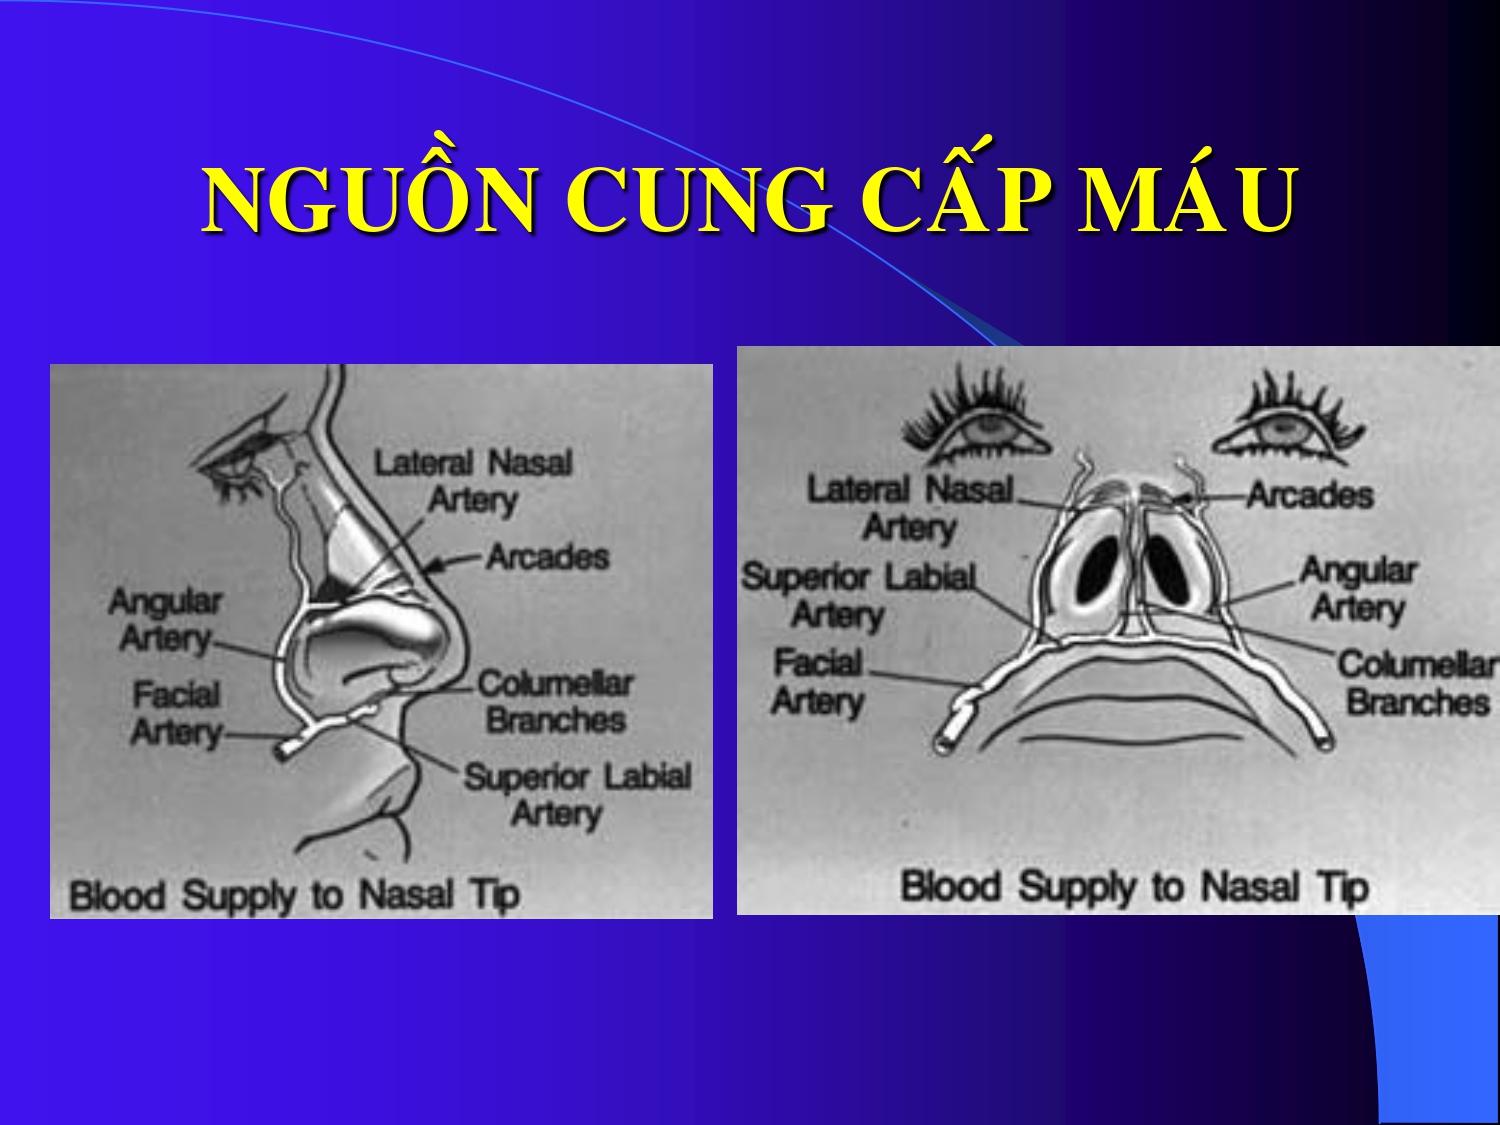 NGUỒN CUNG CẤP MÁU
Lateral Nasal
Artery
Arcades
Angular
Artery
Facial
Artery
Columellar
Branches
Superior Labial
Artery
Blood Supply to Nasal Tip
Lateral Nasal
Artery
Arcades
Superior Labial
Artery
Angular
Artery
Facial
Artery
Columellar
Branches
Blood Supply to Nasal Tip